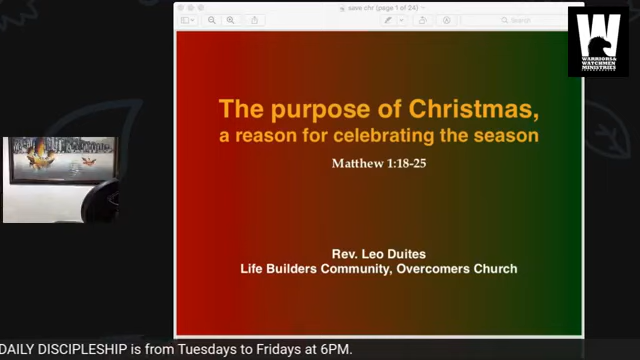 save chr (page 1 of 24)
Search
WARRIORS &
WATCHMEN
MINISTRIES
The purpose of Christmas,
a reason for celebrating the season
Matthew 1:18-25
Rev. Leo Duites
Life Builders Community, Overcomers Church
DAILY DISCIPLESHIP is from Tuesdays to Fridays at 6PM.